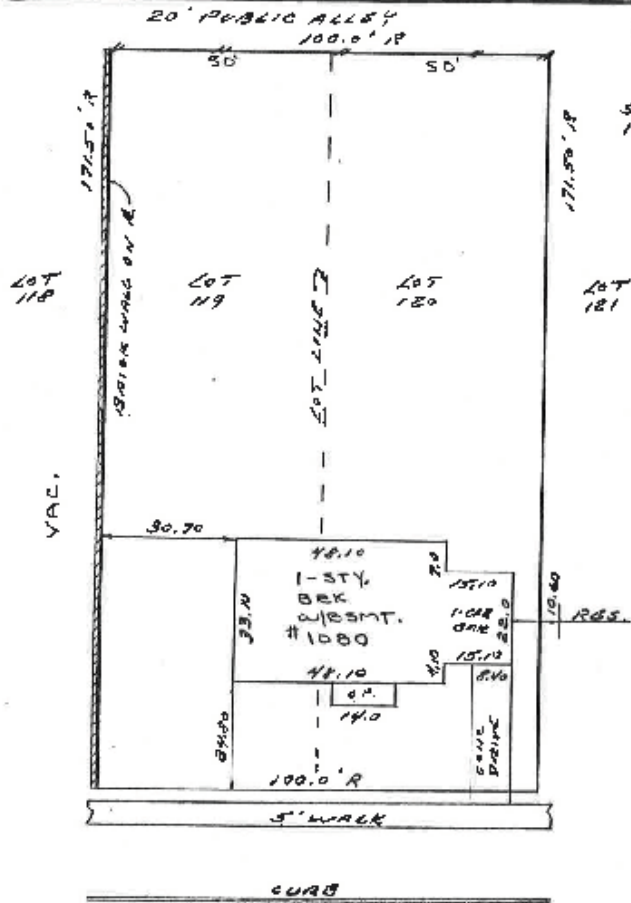 20' PUBLIC ALLEY
100.0' R
50'
50'
171.50' R
171.50' R
BRICK WALL ON
LOT
118
LOT
119
LOT LINE
LOT
120
LOT
121
VAC.
30.70
48.10
7.0
15.10
1-STY.
BRK
W/BSMT.
#1080
33.10
1-CAR
GAR
22.0
10.60
RES.
4.10
15.10
48.10
8.40
O.P.
14.0
34.80
CONC
DRIVE
100.0' R
5' WALK
CURB